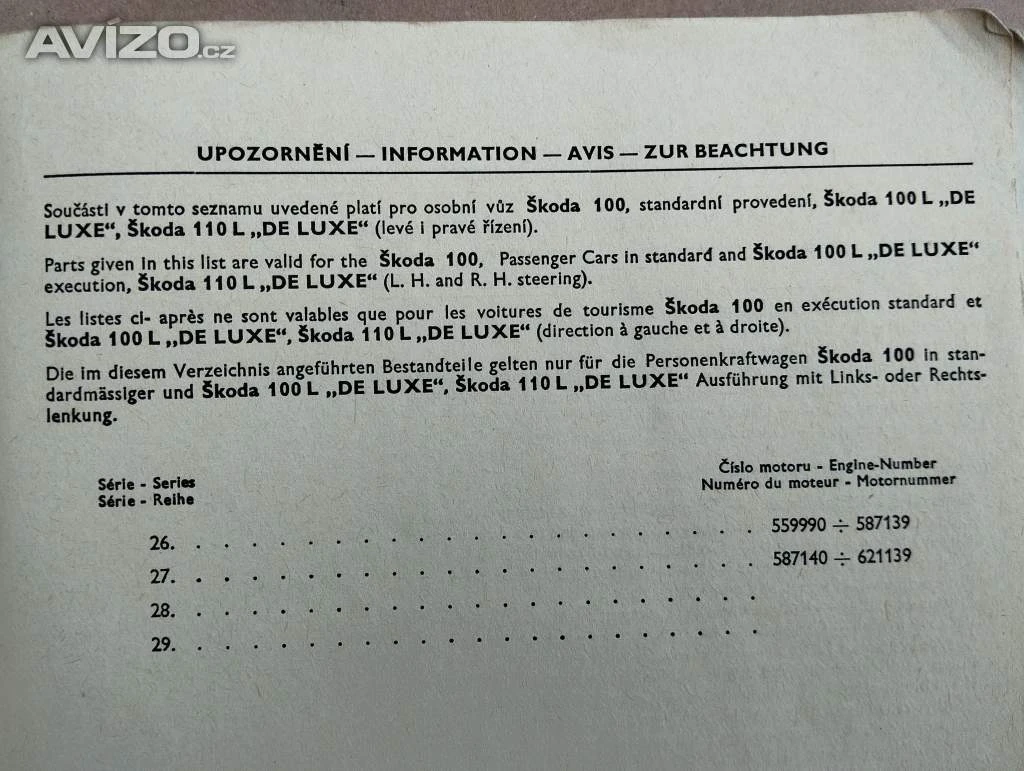 AVÍZO.cz
UPOZORNĚNÍ — INFORMATION — AVIS — ZUR BEACHTUNG
Součásti v tomto seznamu uvedené platí pro osobní vůz Škoda 100, standardní provedení, Škoda 100 L „DE
LUXE“, Škoda 110 L „DE LUXE“ (levé i pravé řízení).
Parts given in this list are valid for the Škoda 100, Passenger Cars in standard and Škoda 100 L „DE LUXE“
execution, Škoda 110 L „DE LUXE“ (L. H. and R. H. steering).
Les listes ci- après ne sont valables que pour les voitures de tourisme Škoda 100 en exécution standard et
Škoda 100 L „DE LUXE“, Škoda 110 L „DE LUXE“ (direction à gauche et à droite).
Die im diesem Verzeichnis angeführten Bestandteile gelten nur für die Personenkraftwagen Škoda 100 in stan-
dardmässiger und Škoda 100 L „DE LUXE“, Škoda 110 L „DE LUXE“ Ausführung mit Links- oder Rechts-
lenkung.
Série - Series
Série - Reihe
Číslo motoru - Engine-Number
Numéro du moteur - Motornummer
26. . . . . . . . . . . . . . . . . . . . . 559990 ÷ 587139
27. . . . . . . . . . . . . . . . . . . . . 587140 ÷ 621139
28. . . . . . . . . . . . . . . . . . . . .
29. . . . . . . . . . . . . . . . . . . . .